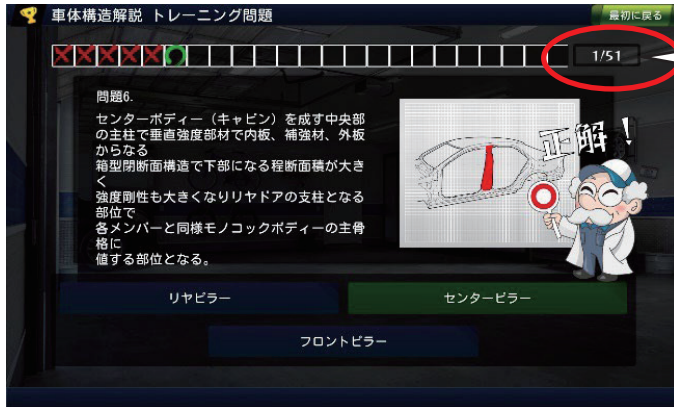 車体構造解説 トレーニング問題
最初に戻る
1/51
問題6.
センターボディー（キャビン）を成す中央部
の主柱で垂直強度部材で内板、補強材、外板
からなる
箱型閉断面構造で下部になる程断面積が大き
く
強度剛性も大きくなりリヤドアの支柱となる
部位で
各メンバーと同様モノコックボディーの主骨
格に
値する部位となる。
正解！
リヤピラー
センターピラー
フロントピラー